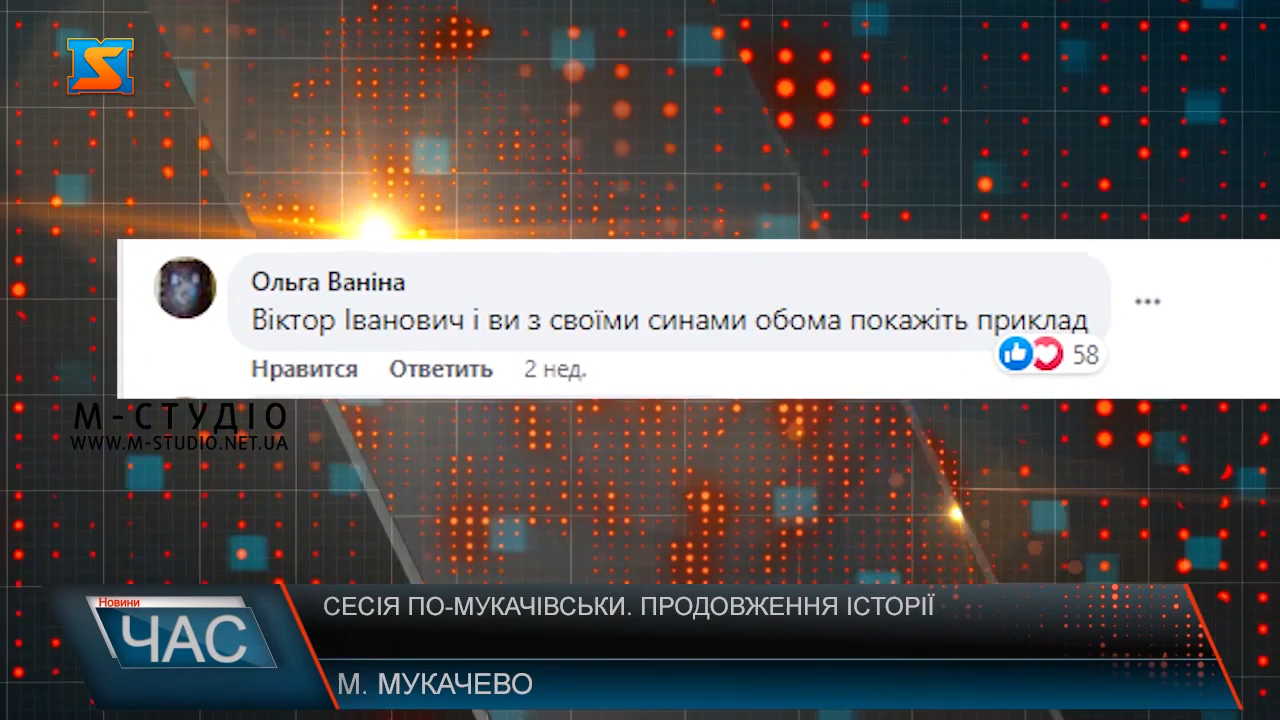 Ольга Ваніна
Віктор Іванович і ви з своїми синами обома покажіть приклад
58
Нравится Ответить 2 нед.
М-СТУДІО
WWW.M-STUDIO.NET.UA
Новини
ЧАС
СЕСІЯ ПО-МУКАЧІВСЬКИ. ПРОДОВЖЕННЯ ІСТОРІЇ
М. МУКАЧЕВО